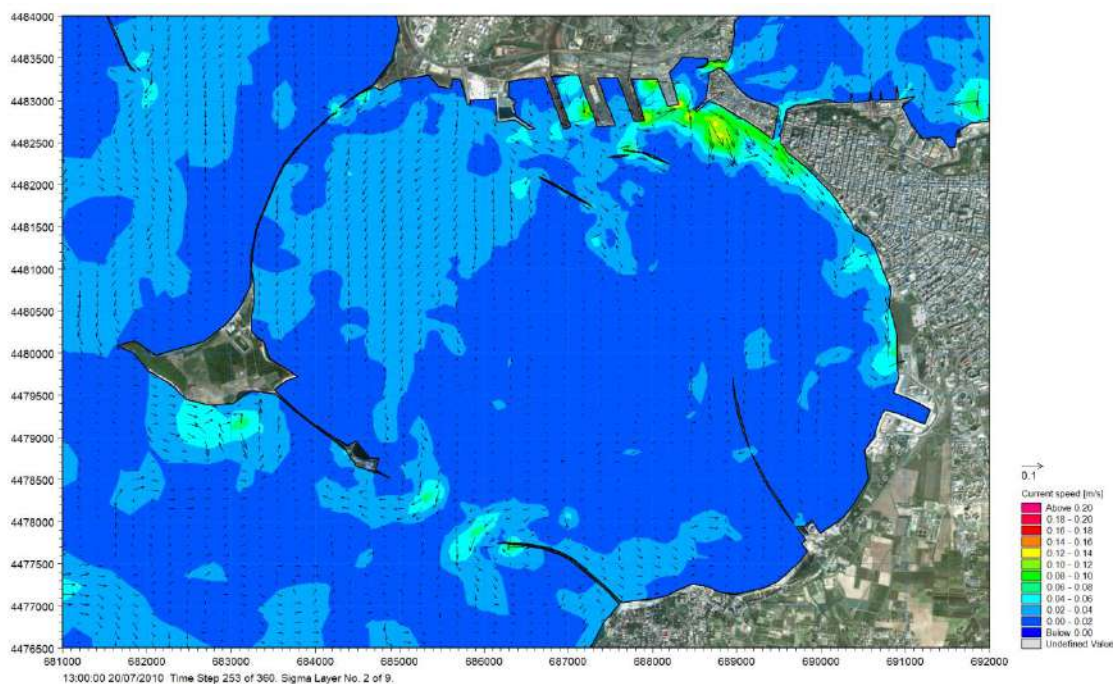 4484000
4483500
4483000
4482500
4482000
4481500
4481000
4480500
4480000
4479500
4479000
4478500
4478000
4477500
4477000
4476500
681000 682000 683000 684000 685000 686000 687000 688000 689000 690000 691000 692000
13:00:00 20/07/2010 Time Step 253 of 360. Sigma Layer No. 2 of 9.
0.1
Current speed [m/s]
Above 0.20
0.18 - 0.20
0.16 - 0.18
0.14 - 0.16
0.12 - 0.14
0.10 - 0.12
0.08 - 0.10
0.06 - 0.08
0.04 - 0.06
0.02 - 0.04
0.00 - 0.02
Below 0.00
Undefined Value